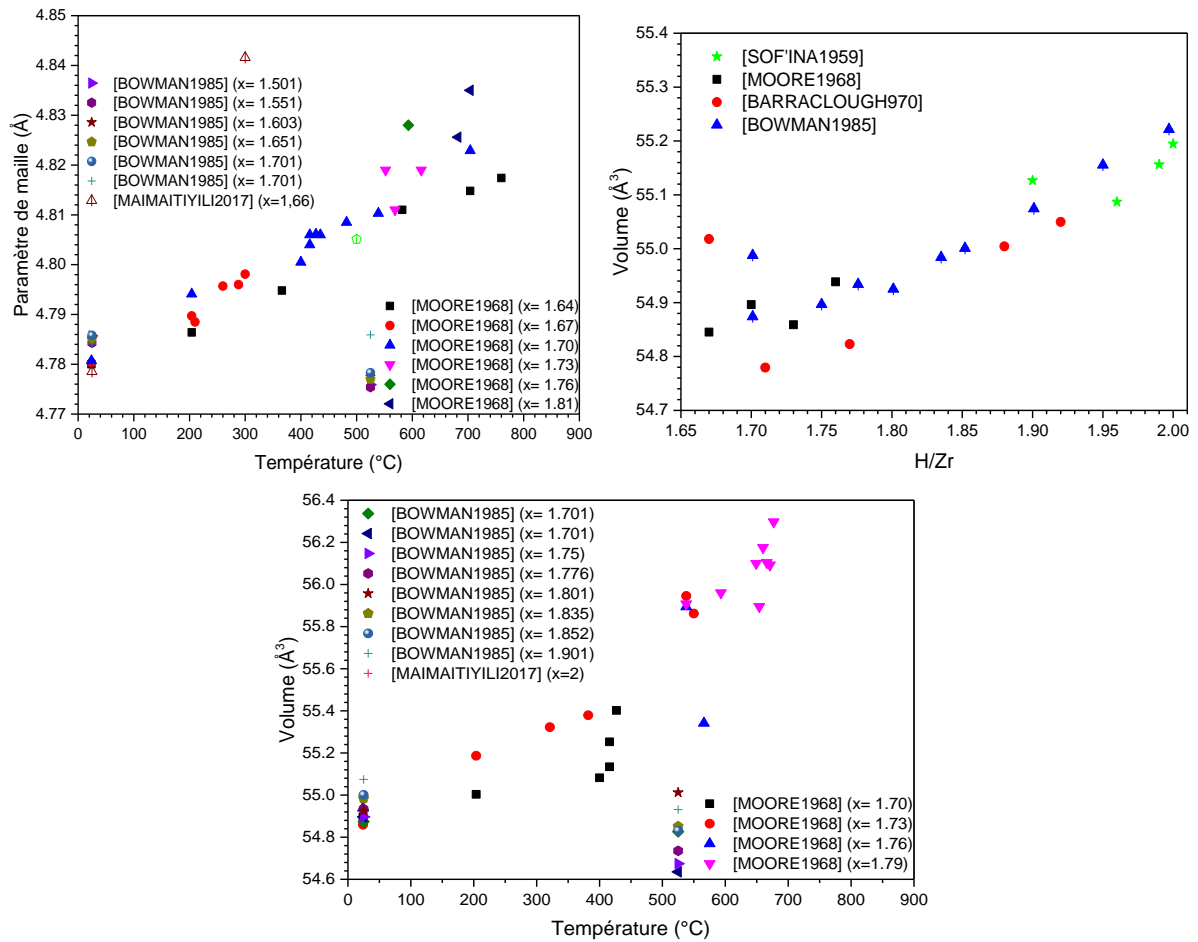 4.85
4.84
4.83
4.82
4.81
4.80
4.79
4.78
4.77
Paramètre de maille (Å)
[BOWMAN1985] (x= 1.501)
[BOWMAN1985] (x= 1.551)
[BOWMAN1985] (x= 1.603)
[BOWMAN1985] (x= 1.651)
[BOWMAN1985] (x= 1.701)
[BOWMAN1985] (x= 1.701)
[MAIMAITIYILI2017] (x=1,66)
[MOORE1968] (x= 1.64)
[MOORE1968] (x= 1.67)
[MOORE1968] (x= 1.70)
[MOORE1968] (x= 1.73)
[MOORE1968] (x= 1.76)
[MOORE1968] (x= 1.81)
0 100 200 300 400 500 600 700 800 900
Température (°C)
55.4
55.3
55.2
55.1
55.0
54.9
54.8
54.7
Volume (Å³)
[SOF'INA1959]
[MOORE1968]
[BARRACLOUGH970]
[BOWMAN1985]
1.65 1.70 1.75 1.80 1.85 1.90 1.95 2.00
H/Zr
56.4
56.2
56.0
55.8
55.6
55.4
55.2
55.0
54.8
54.6
Volume (Å³)
[BOWMAN1985] (x= 1.701)
[BOWMAN1985] (x= 1.701)
[BOWMAN1985] (x= 1.75)
[BOWMAN1985] (x= 1.776)
[BOWMAN1985] (x= 1.801)
[BOWMAN1985] (x= 1.835)
[BOWMAN1985] (x= 1.852)
[BOWMAN1985] (x= 1.901)
[MAIMAITIYILI2017] (x=2)
[MOORE1968] (x= 1.70)
[MOORE1968] (x= 1.73)
[MOORE1968] (x= 1.76)
[MOORE1968] (x=1.79)
0 100 200 300 400 500 600 700 800 900
Température (°C)